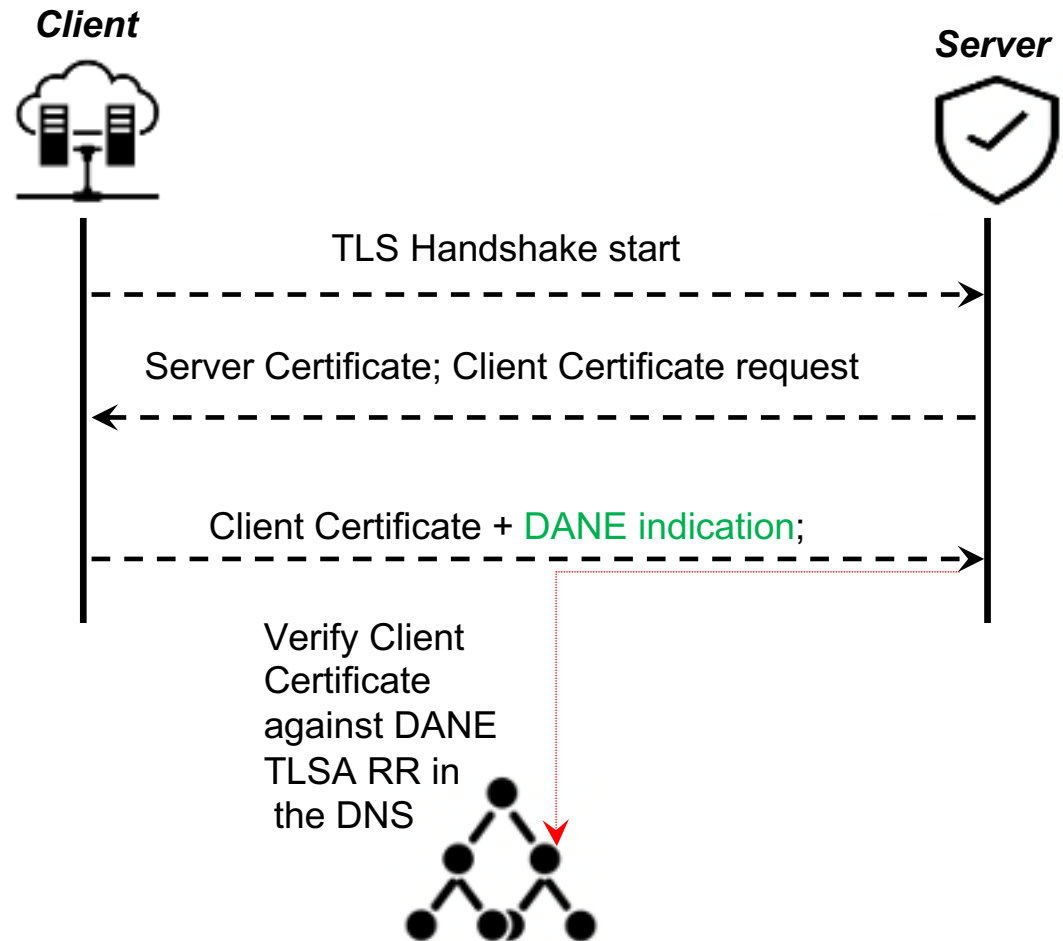 Client
Server
TLS Handshake start
Server Certificate; Client Certificate request
Client Certificate + DANE indication;
Verify Client
Certificate
against DANE
TLSA RR in
the DNS